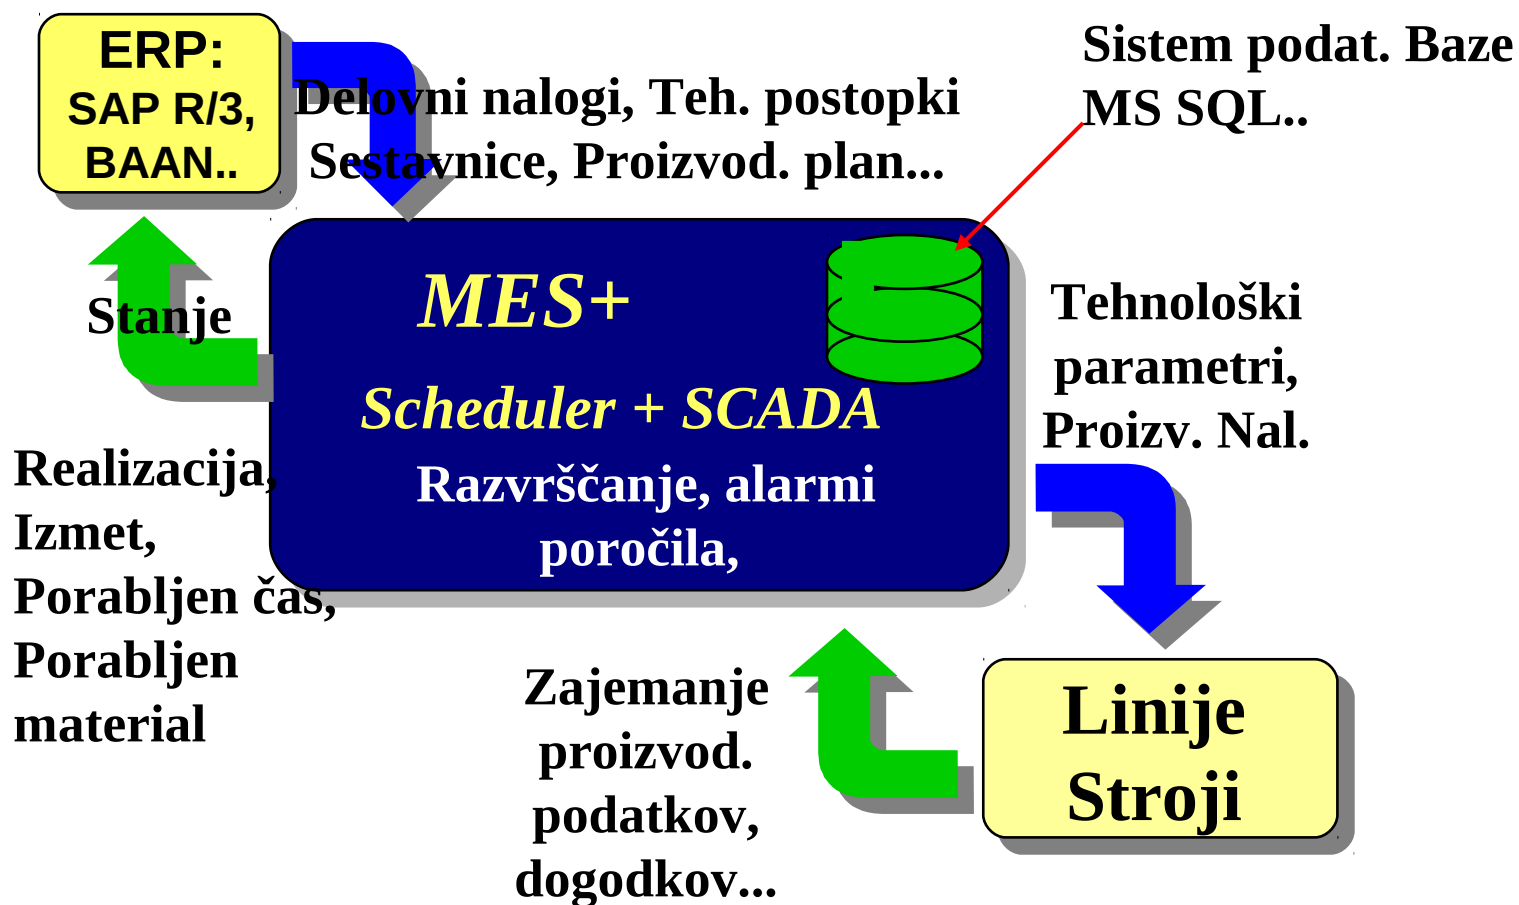 ERP:
SAP R/3,
BAAN..
Delovni nalogi, Teh. postopki
Sestavnice, Proizvod. plan...
Sistem podat. Baze
MS SQL..
MES+
Scheduler + SCADA
Razvrščanje, alarmi
poročila,
Stanje
Realizacija,
Izmet,
Porabljen čas,
Porabljen
material
Tehnološki
parametri,
Proizv. Nal.
Zajemanje
proizvod.
podatkov,
dogodkov...
Linije
Stroji